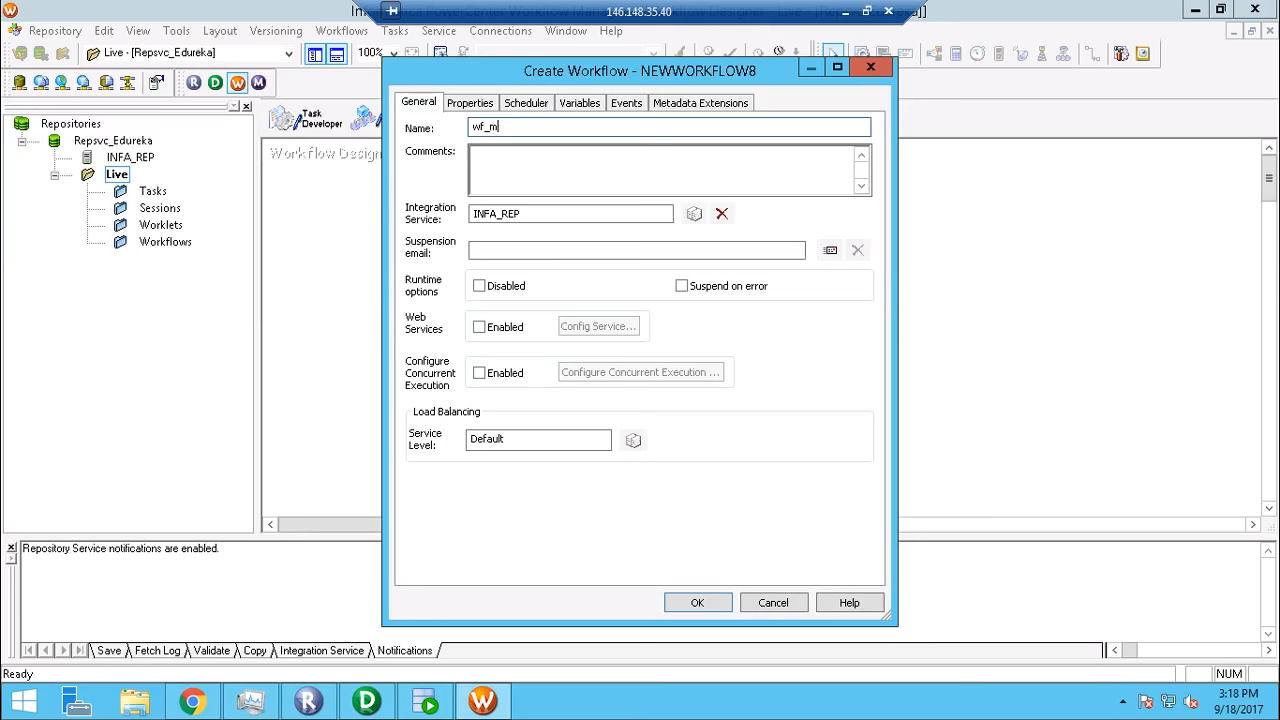 146.148.35.40
Repository Edit View Tools Layout Versioning Workflows Tasks Service Connections Help
Live - [Repsvc_Edureka] 100%
R D W M
Create Workflow - NEWWORKFLOW8
General Properties Scheduler Variables Events Metadata Extensions
Name: wf_m
Comments:
Integration Service: INFA_REP
Suspension email:
Runtime options Disabled Suspend on error
Web Services Enabled Config Service...
Configure Concurrent Execution Enabled Configure Concurrent Execution ...
Load Balancing
Service Level: Default
OK Cancel Help
Repositories
Repsvc_Edureka
INFA_REP
Live
Tasks
Sessions
Worklets
Workflows
Task Developer
Repository Service notifications are enabled.
Save Fetch Log Validate Copy Integration Service Notifications
Ready NUM
R D W
3:18 PM
9/18/2017